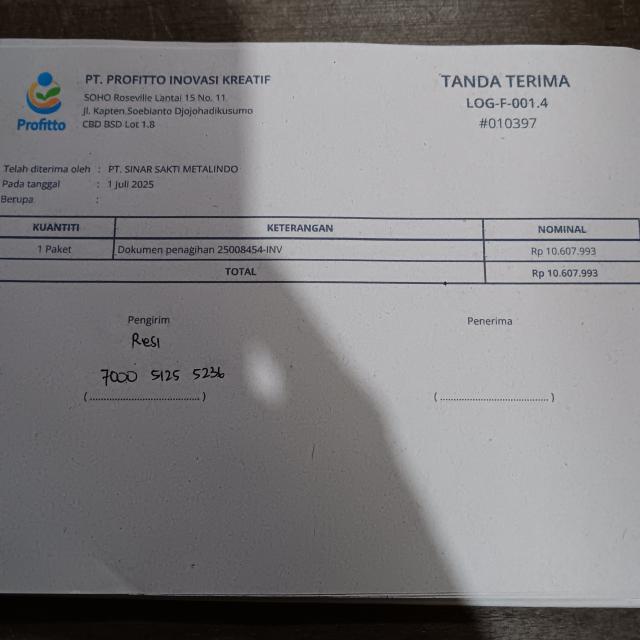 Profitto
PT. PROFITTO INOVASI KREATIF
SOHO Roseville Lantai 15 No. 11
Jl. Kapten Soebianto Djojohadikusumo
CBD BSD Lot 1.8
TANDA TERIMA
LOG-F-001.4
#010397
Telah diterima oleh : PT. SINAR SAKTI METALINDO
Pada tanggal : 1 Juli 2025
Berupa :
KUANTITI KETERANGAN NOMINAL
1 Paket Dokumen penagihan 25008454-INV Rp 10.607.993
TOTAL Rp 10.607.993
Pengirim Penerima
Resi
7000 5125 5236
(....................................) (....................................)